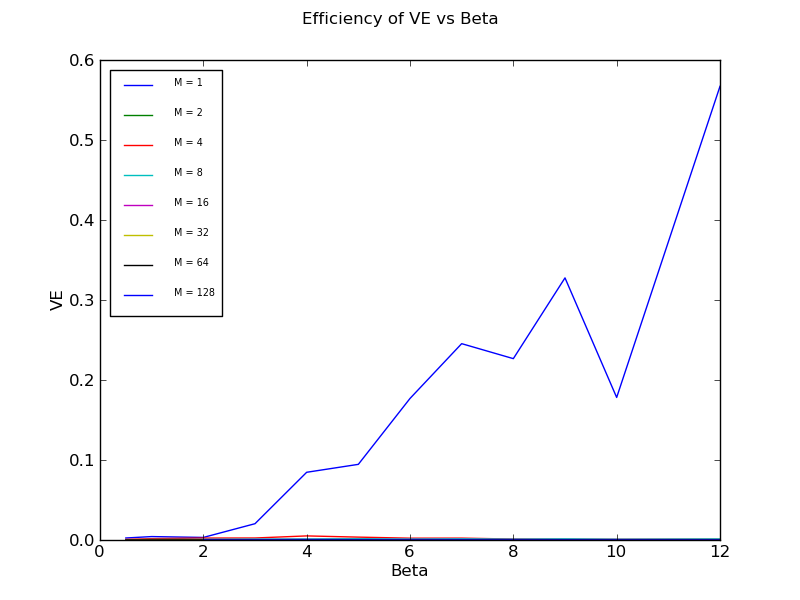 Efficiency of VE vs Beta
0.6
0.5
0.4
0.3
0.2
0.1
0.0
VE
M = 1
M = 2
M = 4
M = 8
M = 16
M = 32
M = 64
M = 128
0 2 4 6 8 10 12
Beta